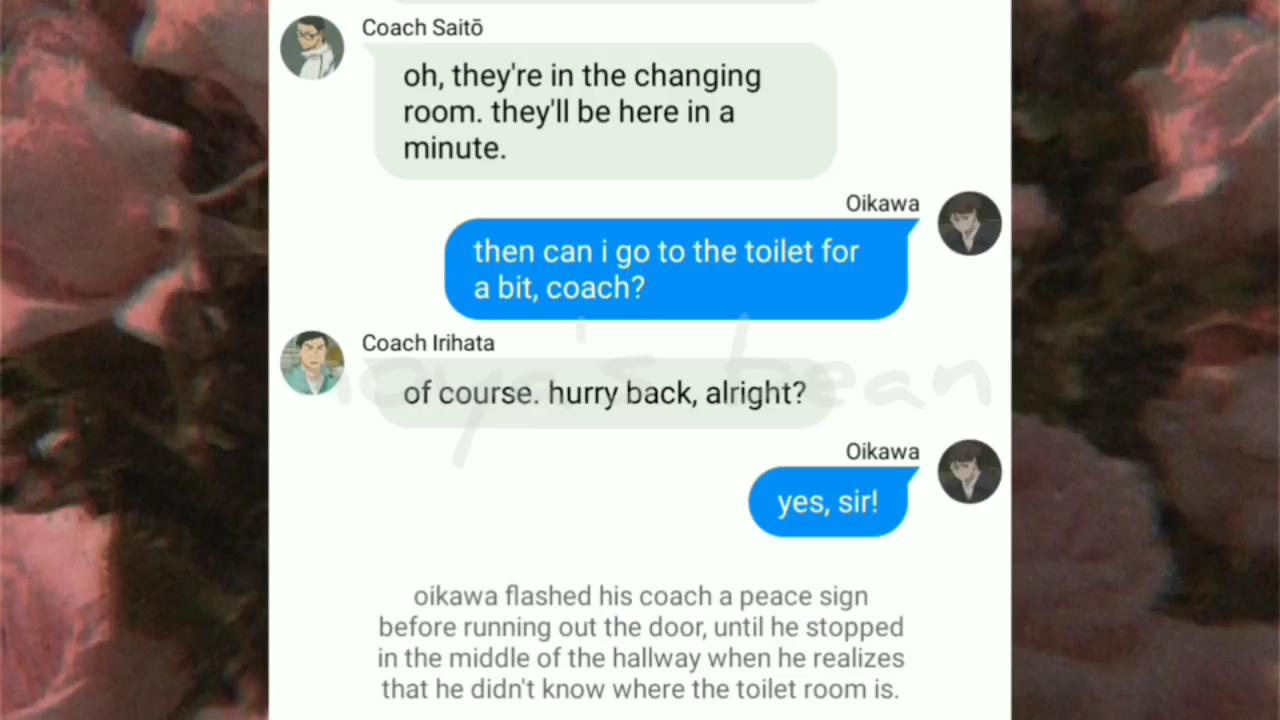 Coach Saitō
oh, they're in the changing
room. they'll be here in a
minute.
Oikawa
then can i go to the toilet for
a bit, coach?
Coach Irihata
of course. hurry back, alright?
noya's bean
Oikawa
yes, sir!
oikawa flashed his coach a peace sign
before running out the door, until he stopped
in the middle of the hallway when he realizes
that he didn't know where the toilet room is.